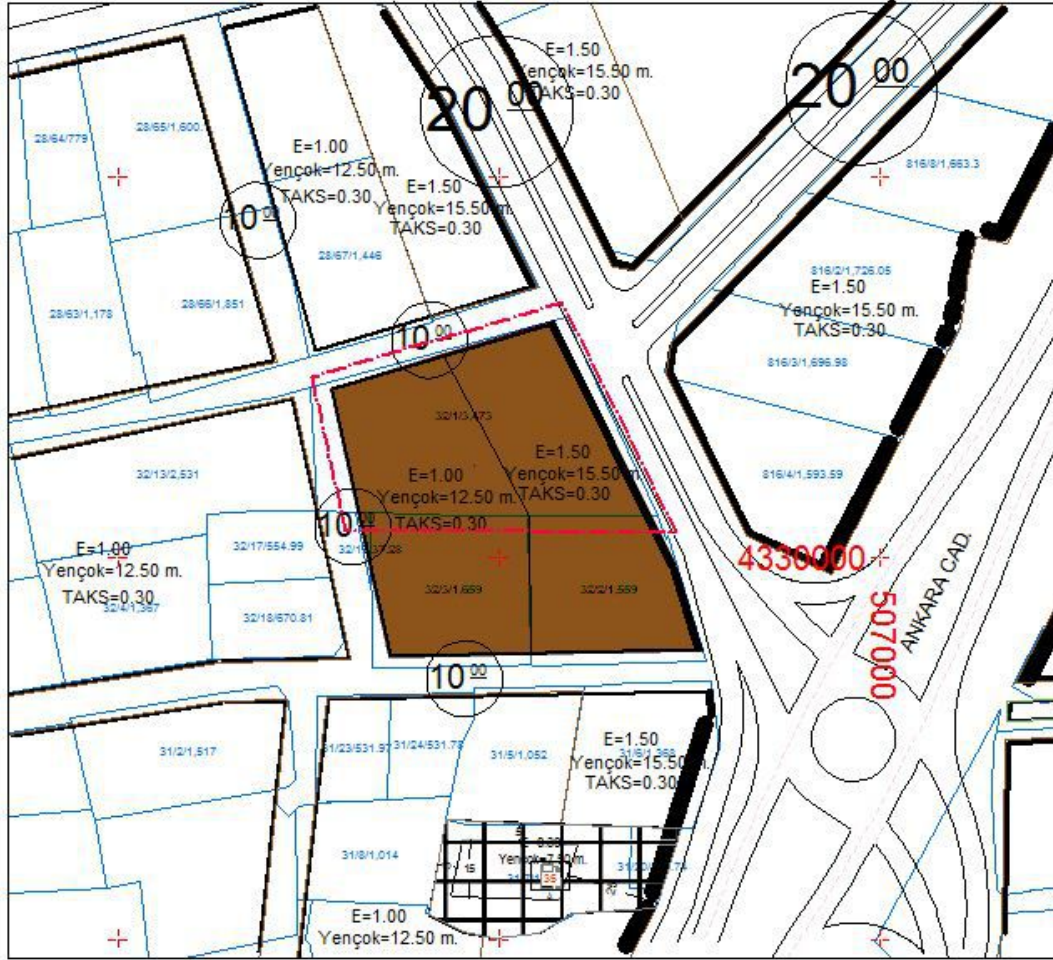 E=1.50
Yençok=15.50 m.
TAKS=0.30
20 00
20 00
28/64/779
28/65/1,600.
E=1.00
Yençok=12.50 m.
TAKS=0.30
E=1.50
Yençok=15.50 m.
TAKS=0.30
816/8/1,663.3
10 00
28/67/1,446
816/2/1,726.05
E=1.50
Yençok=15.50 m.
TAKS=0.30
28/63/1,178
28/66/1,851
10 00
816/3/1,696.98
32/1/3,473
32/13/2,531
E=1.50
Yençok=15.50 m.
TAKS=0.30
E=1.00
Yençok=12.50 m.
TAKS=0.30
816/4/1,593.59
10 00
E=1.00
Yençok=12.50 m.
TAKS=0.30
32/4/1,367
32/17/554.99
32/18/670.81
32/3/1,659
32/2/1,559
4330000
507000
ANKARA CAD.
10 00
31/2/1,517
31/23/531.97
31/24/531.78
31/5/1,052
E=1.50
Yençok=15.50 m.
TAKS=0.30
31/8/1,014
15
35
E=1.00
Yençok=12.50 m.